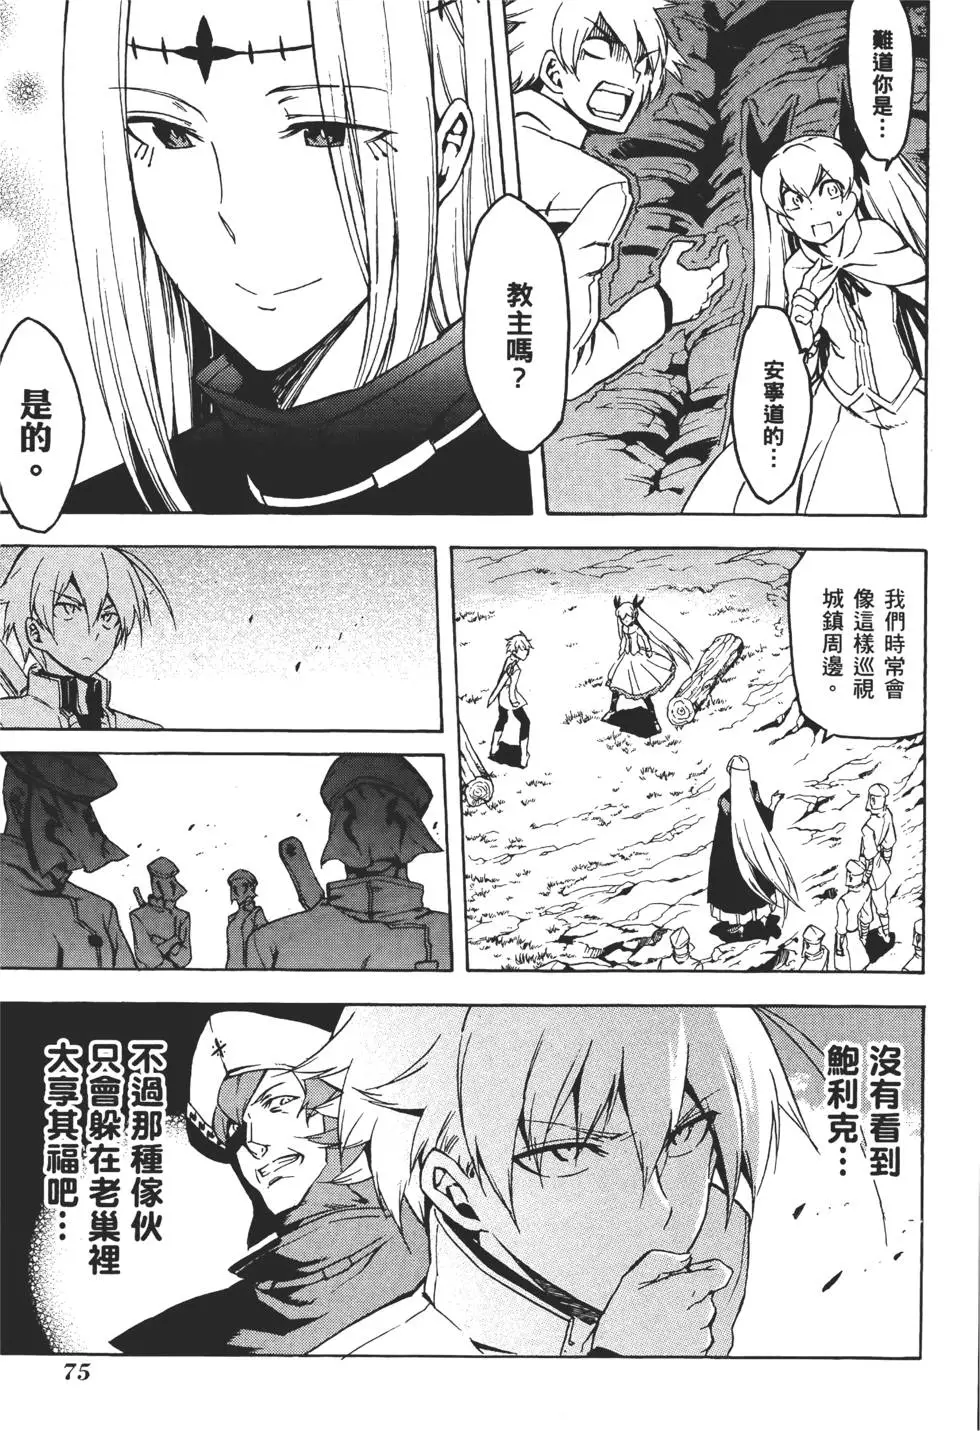 難道你是…
安寧道的…
教主嗎？
是的。
我們時常會
像這樣巡視
城鎮周邊。
沒有看到
鮑利克…
不過那種傢伙
只會躲在老巢裡
大享其福吧…
75